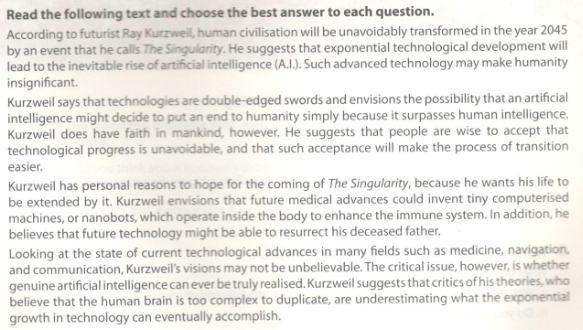 Read the following text and choose the best answer to each question.
According to futurist Ray Kurzweil, human civilisation will be unavoidably transformed in the year 2045
by an event that he calls The Singularity. He suggests that exponential technological development will
lead to the inevitable rise of artificial intelligence (A.I.). Such advanced technology may make humanity
insignificant.
Kurzweil says that technologies are double-edged swords and envisions the possibility that an artificial
intelligence might decide to put an end to humanity simply because it surpasses human intelligence.
Kurzweil does have faith in mankind, however. He suggests that people are wise to accept that
technological progress is unavoidable, and that such acceptance will make the process of transition
easier.
Kurzweil has personal reasons to hope for the coming of The Singularity, because he wants his life to
be extended by it. Kurzweil envisions that future medical advances could invent tiny computerised
machines, or nanobots, which operate inside the body to enhance the immune system. In addition, he
believes that future technology might be able to resurrect his deceased father.
Looking at the state of current technological advances in many fields such as medicine, navigation,
and communication, Kurzweil's visions may not be unbelievable. The critical issue, however, is whether
genuine artificial intelligence can ever be truly realised. Kurzweil suggests that critics of his theories, who
believe that the human brain is too complex to duplicate, are underestimating what the exponential
growth in technology can eventually accomplish.